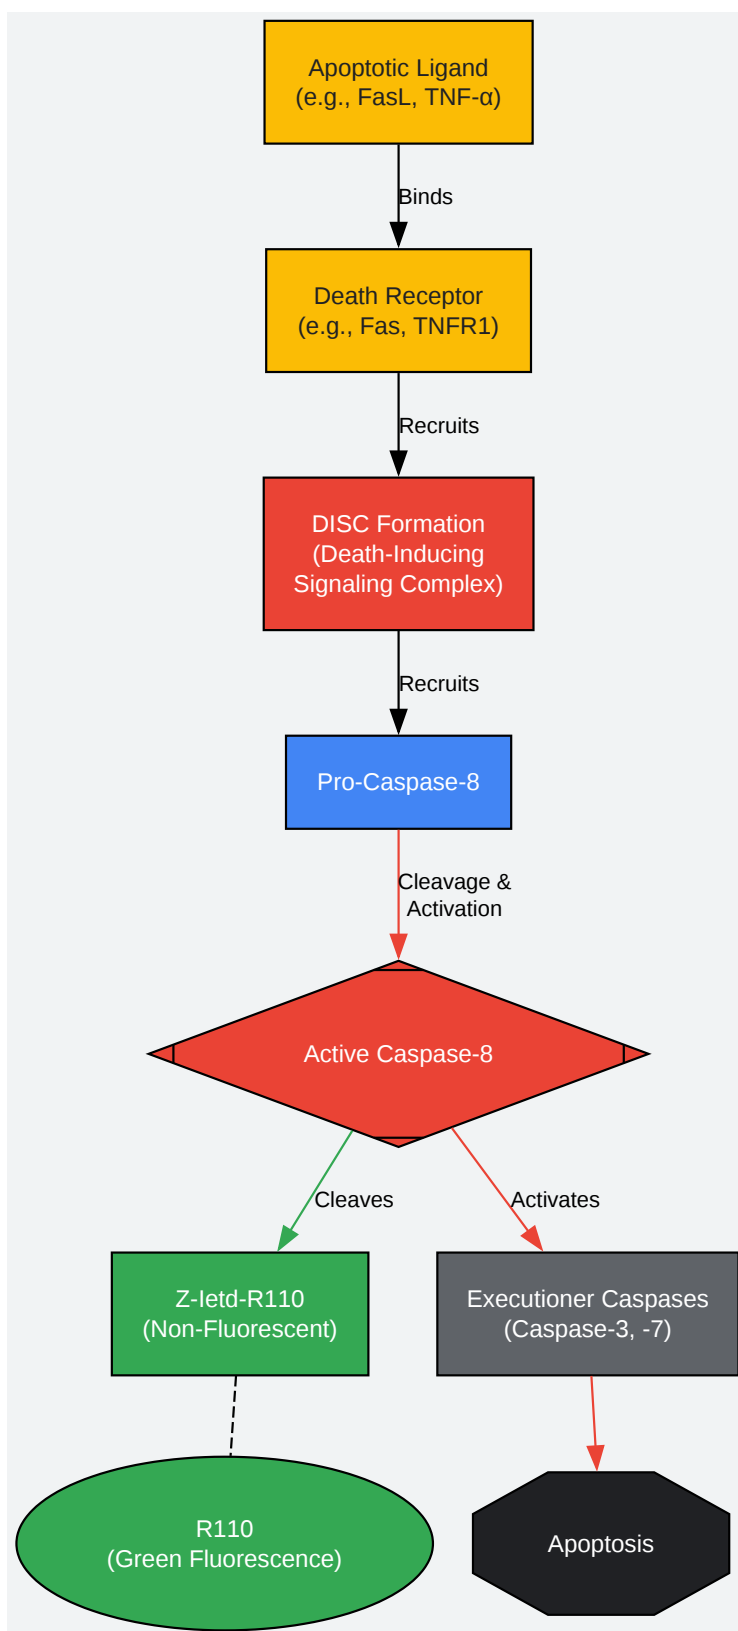 Apoptotic Ligand
(e.g., FasL, TNF-α)
Binds
Death Receptor
(e.g., Fas, TNFR1)
Recruits
DISC Formation
(Death-Inducing
Signaling Complex)
Recruits
Pro-Caspase-8
Cleavage &
Activation
Active Caspase-8
Cleaves
Activates
Z-Ietd-R110
(Non-Fluorescent)
Executioner Caspases
(Caspase-3, -7)
R110
(Green Fluorescence)
Apoptosis